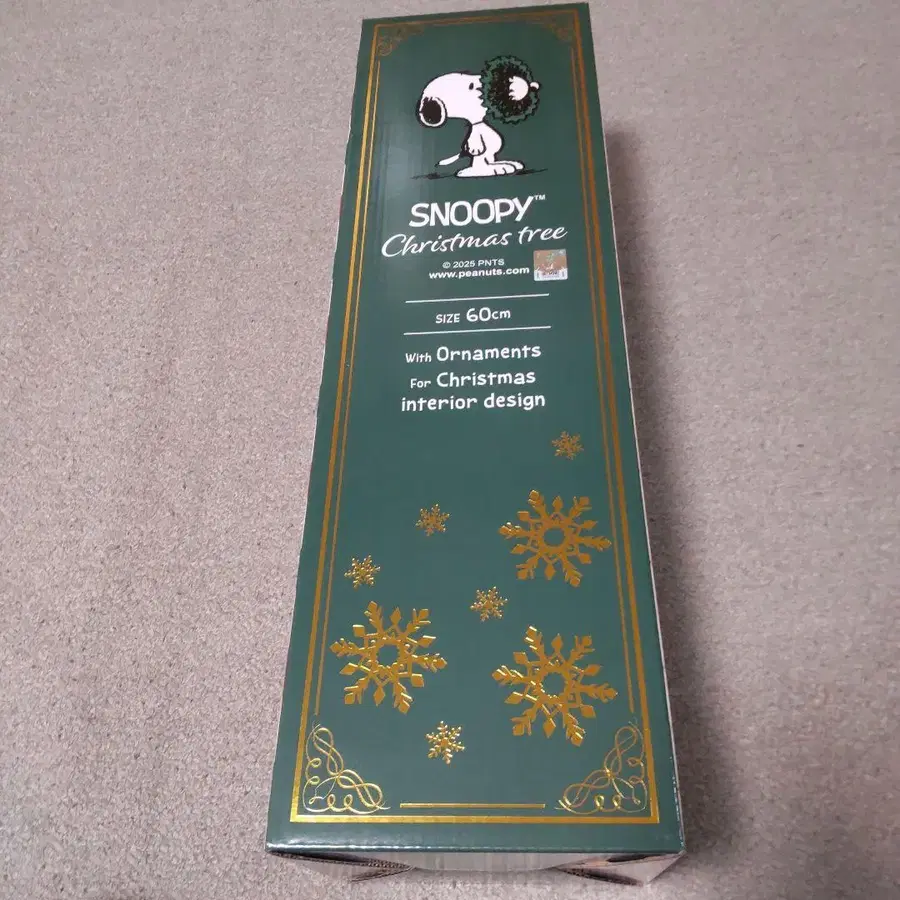 SNOOPY™
Christmas tree
© 2025 PNTS
www.peanuts.com
SIZE 60cm
With Ornaments
For Christmas
interior design